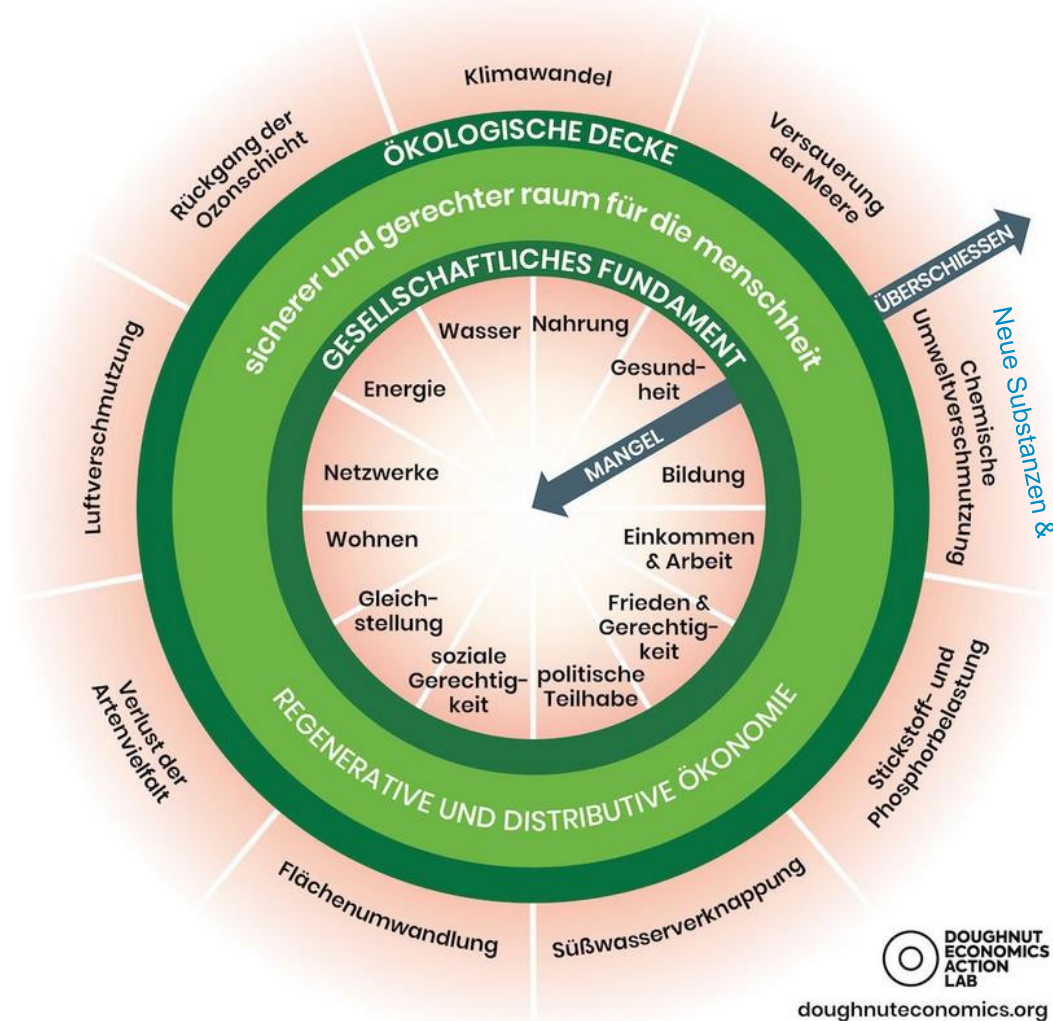 Klimawandel
Versauerung
der Meere
ÜBERSCHIESSEN
Neue Substanzen &
Chemische
Umweltverschmutzung
Stickstoff- und
Phosphorbelastung
Süßwasserverknappung
Flächenumwandlung
Verlust der
Artenvielfalt
Luftverschmutzung
Rückgang der
Ozonschicht
ÖKOLOGISCHE DECKE
sicherer und gerechter raum für die menschheit
GESELLSCHAFTLICHES FUNDAMENT
Wasser
Nahrung
Gesund-
heit
MANGEL
Bildung
Einkommen
& Arbeit
Frieden &
Gerechtig-
keit
politische
Teilhabe
soziale
Gerechtig-
keit
Gleich-
stellung
Wohnen
Netzwerke
Energie
REGENERATIVE UND DISTRIBUTIVE ÖKONOMIE
DOUGHNUT
ECONOMICS
ACTION
LAB
doughnuteconomics.org